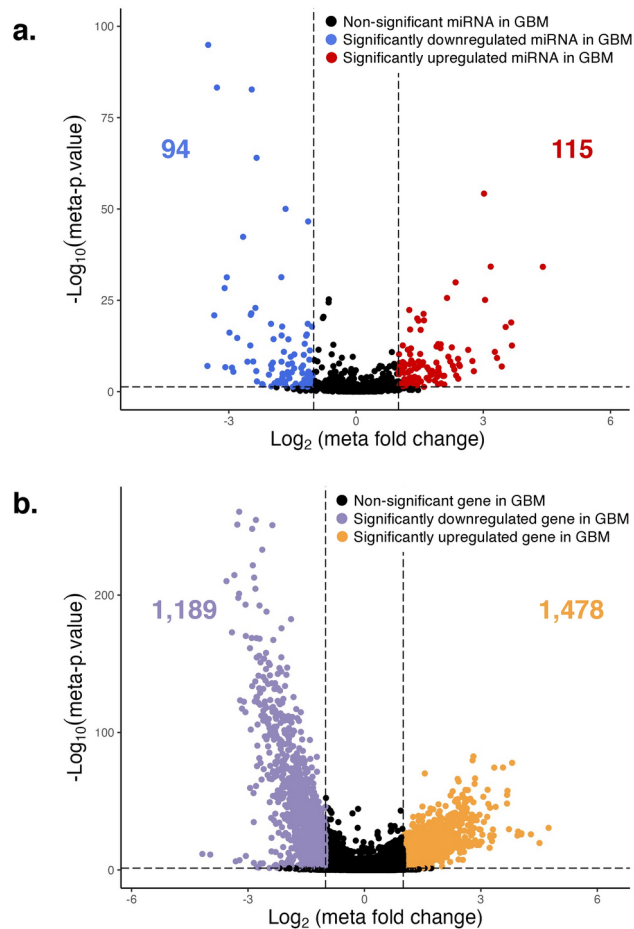 a.
Non-significant miRNA in GBM
Significantly downregulated miRNA in GBM
Significantly upregulated miRNA in GBM
100
75
50
25
0
94
115
-Log10(meta-p.value)
-3
0
3
6
Log2 (meta fold change)
b.
Non-significant gene in GBM
Significantly downregulated gene in GBM
Significantly upregulated gene in GBM
200
100
0
1,189
1,478
-Log10(meta-p.value)
-6
-3
0
3
6
Log2 (meta fold change)